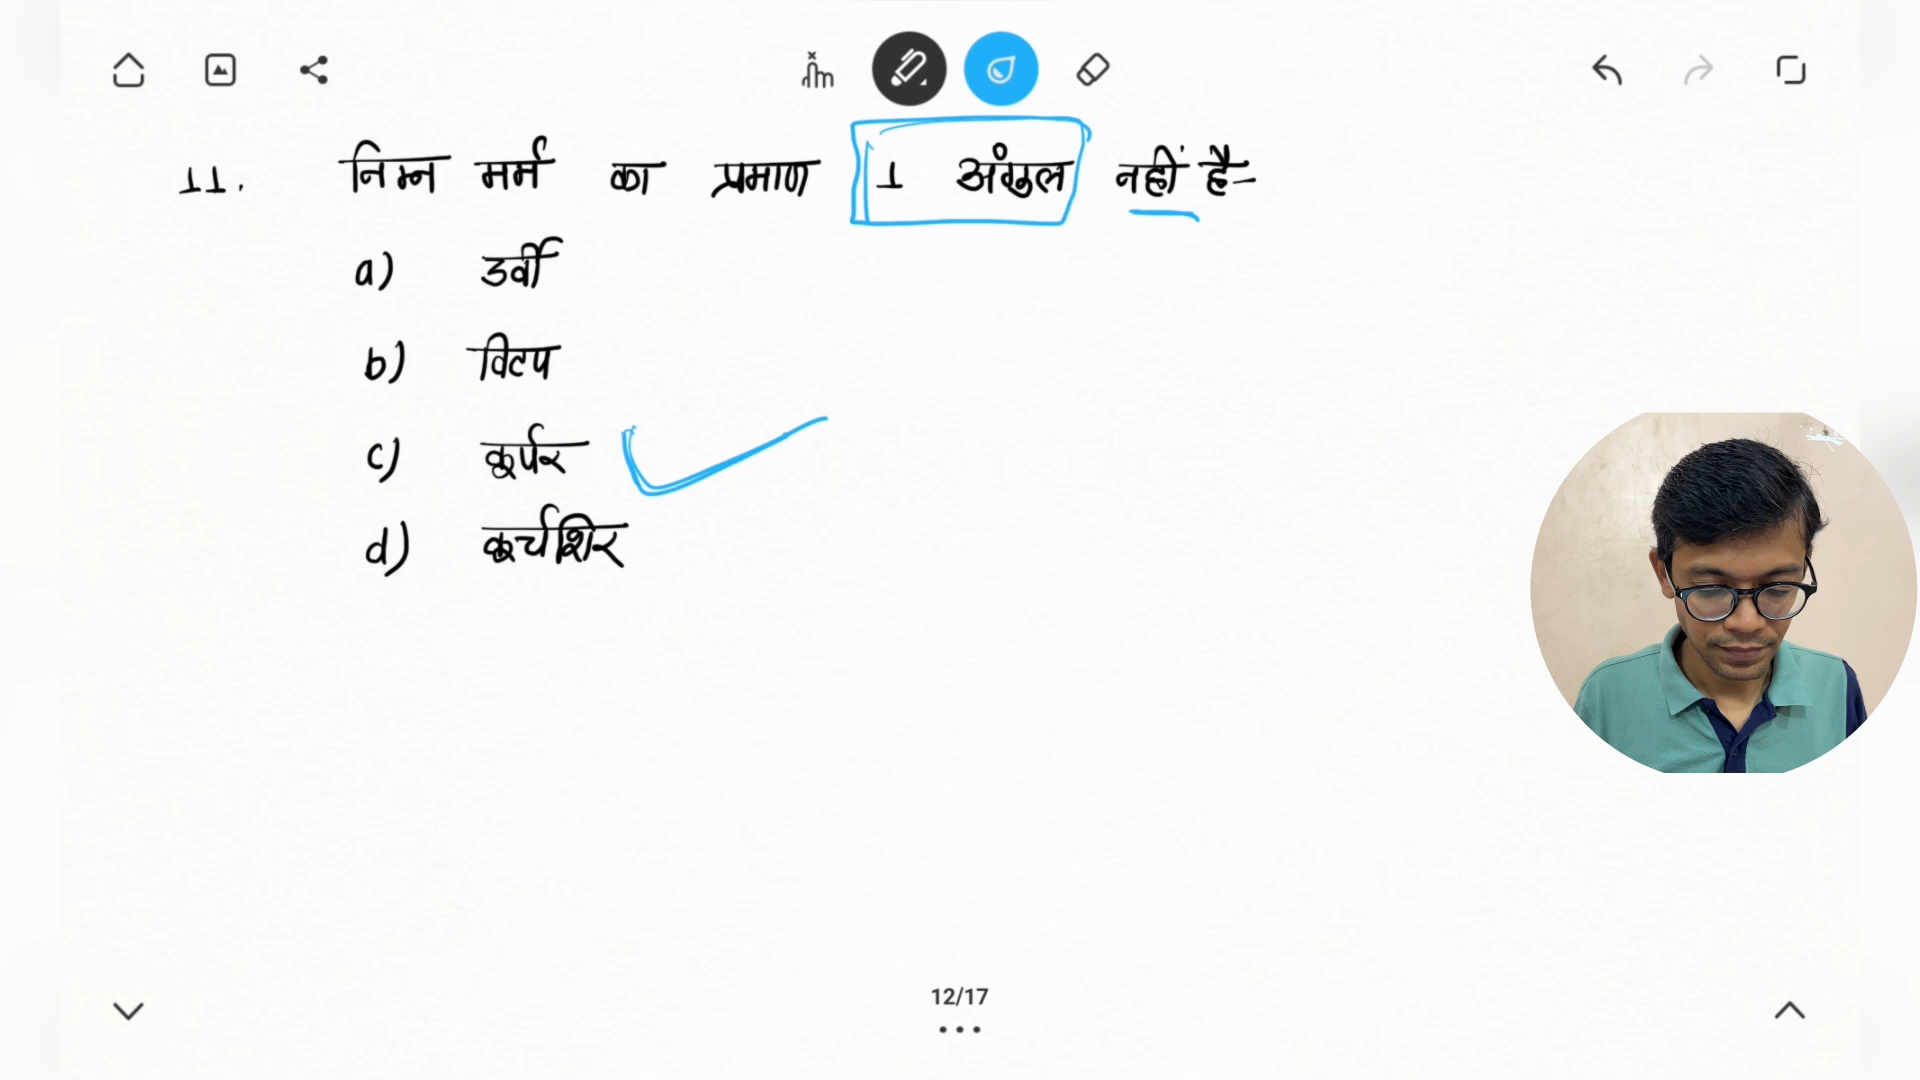 11. निम्न मर्म का प्रमाण 1 अंगुल नहीं है-
a) उर्वी
b) विटप
c) कूर्पर
d) कूर्चशिर
12/17